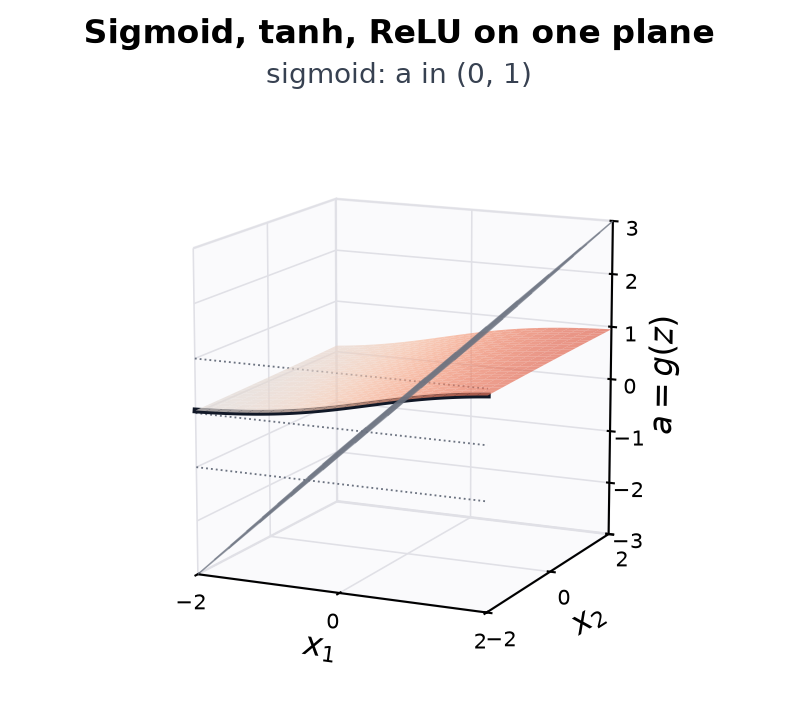 Sigmoid, tanh, ReLU on one plane
sigmoid: a in (0, 1)
3
2
1
0
−1
−2
−3
a = g(z)
−2
0
2
x₁
−2
0
2
x₂